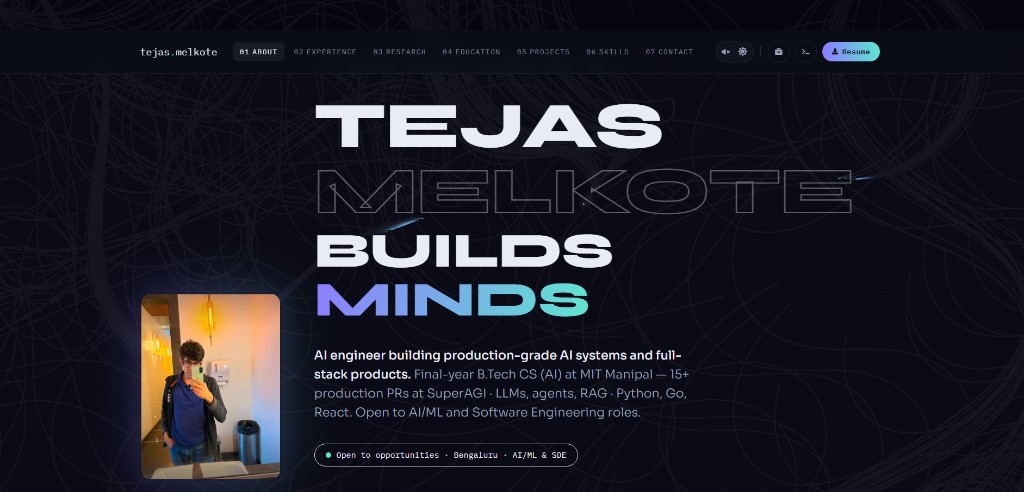 tejas.melkote 01 ABOUT 02 EXPERIENCE 03 RESEARCH 04 EDUCATION 05 PROJECTS 06 SKILLS 07 CONTACT Resume
TEJAS
MELKOTE
BUILDS
MINDS
AI engineer building production-grade AI systems and full-
stack products. Final-year B.Tech CS (AI) at MIT Manipal — 15+
production PRs at SuperAGI · LLMs, agents, RAG · Python, Go,
React. Open to AI/ML and Software Engineering roles.
Open to opportunities · Bengaluru · AI/ML & SDE